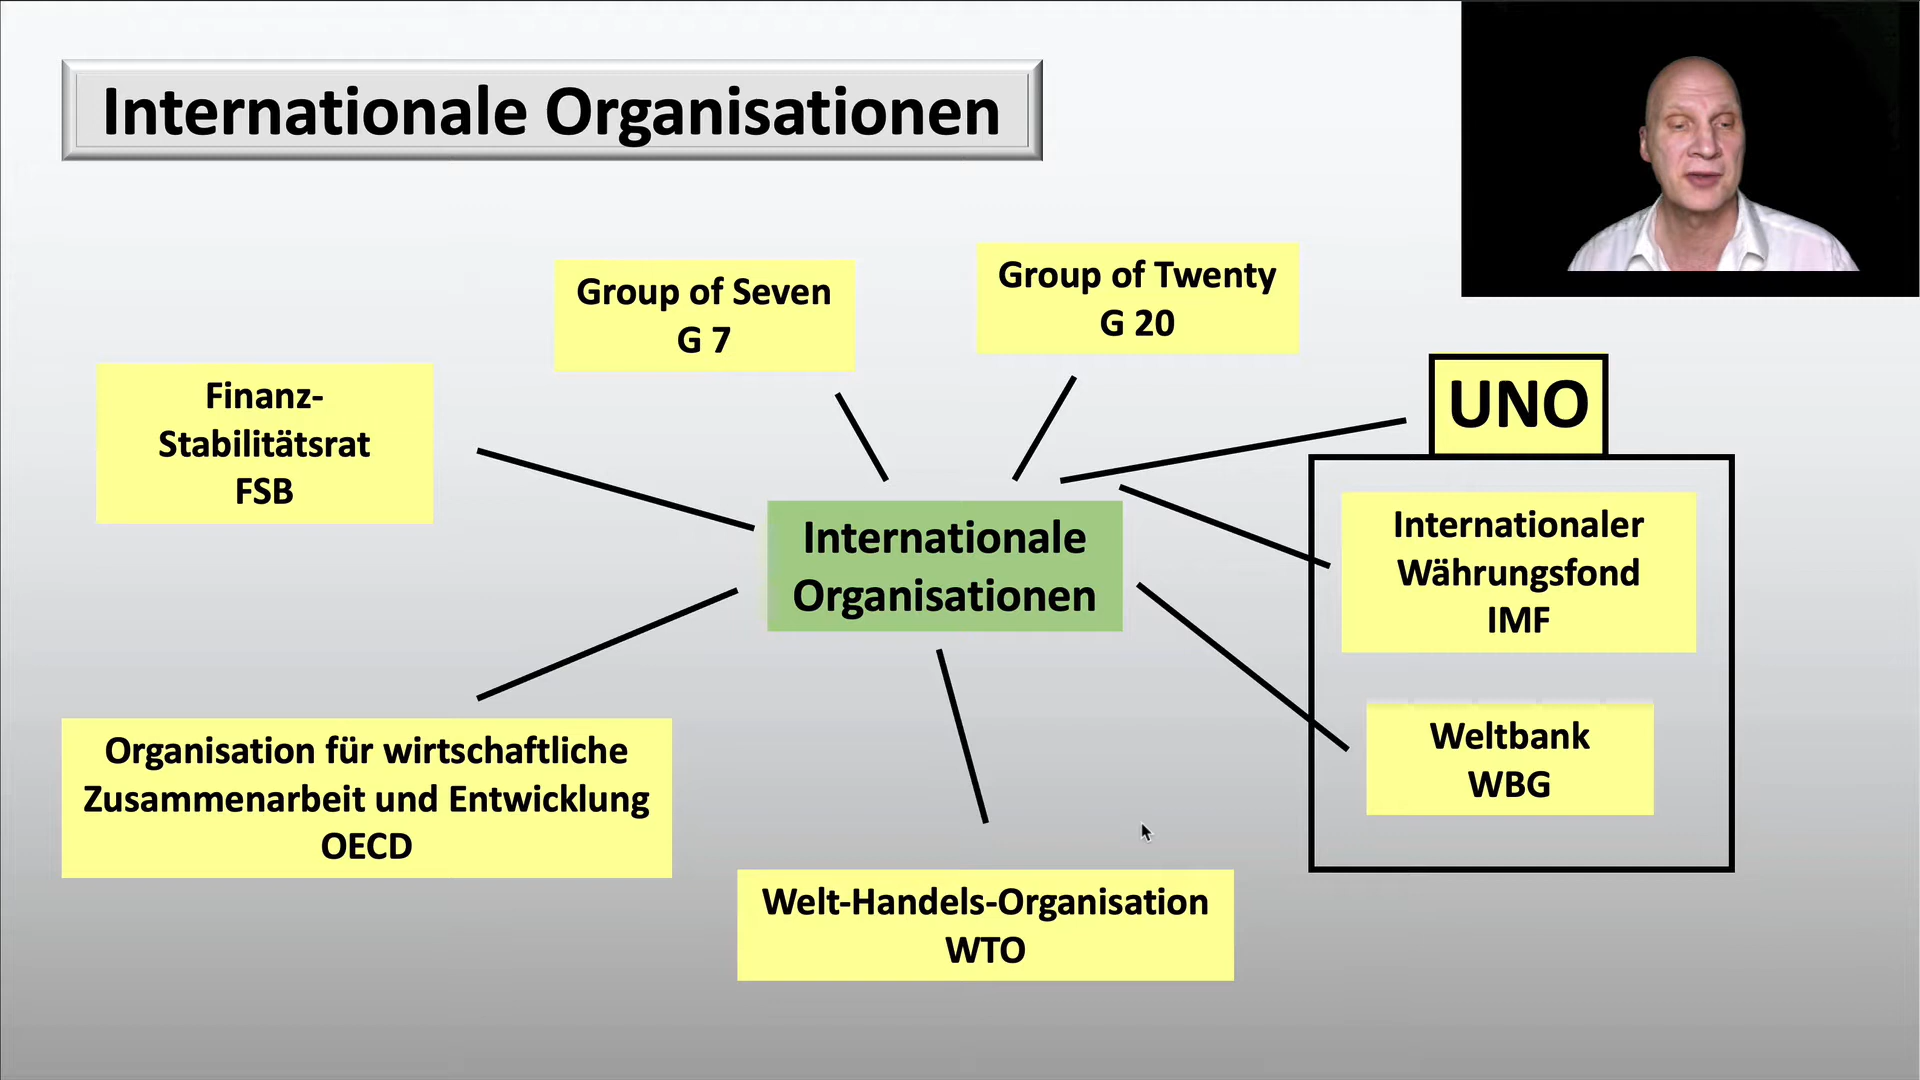 Internationale Organisationen
Group of Seven
G 7
Group of Twenty
G 20
Finanz-
Stabilitätsrat
FSB
UNO
Internationale
Organisationen
Internationaler
Währungsfond
IMF
Weltbank
WBG
Organisation für wirtschaftliche
Zusammenarbeit und Entwicklung
OECD
Welt-Handels-Organisation
WTO